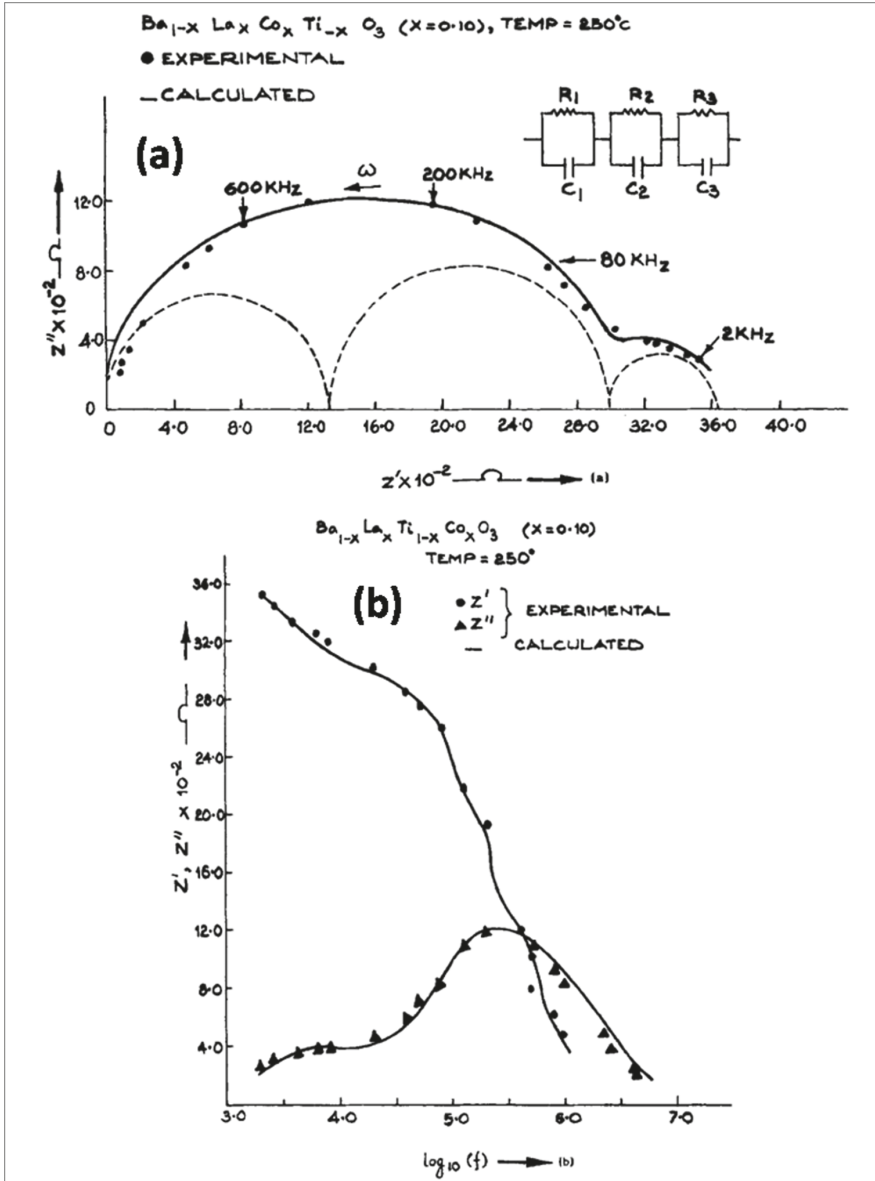 Ba1-x Lax Cox Ti-x O3 (x=0.10), TEMP = 250°C
● EXPERIMENTAL
— CALCULATED
(a)
R1 R2 R3
C1 C2 C3
ω
600KHz
200KHz
80 KHz
2KHz
Z"×10-2 Ω
12.0
8.0
4.0
0
0 4.0 8.0 12.0 16.0 20.0 24.0 28.0 32.0 36.0 40.0
Z'×10-2 Ω (a)
Ba1-x Lax Ti1-x Cox O3 (x=0.10)
TEMP = 250°
(b)
● Z'
▲ Z"
} EXPERIMENTAL
— CALCULATED
Z', Z" × 10-2 Ω
36.0
32.0
28.0
24.0
20.0
16.0
12.0
8.0
4.0
3.0 4.0 5.0 6.0 7.0
log10 (f) (b)